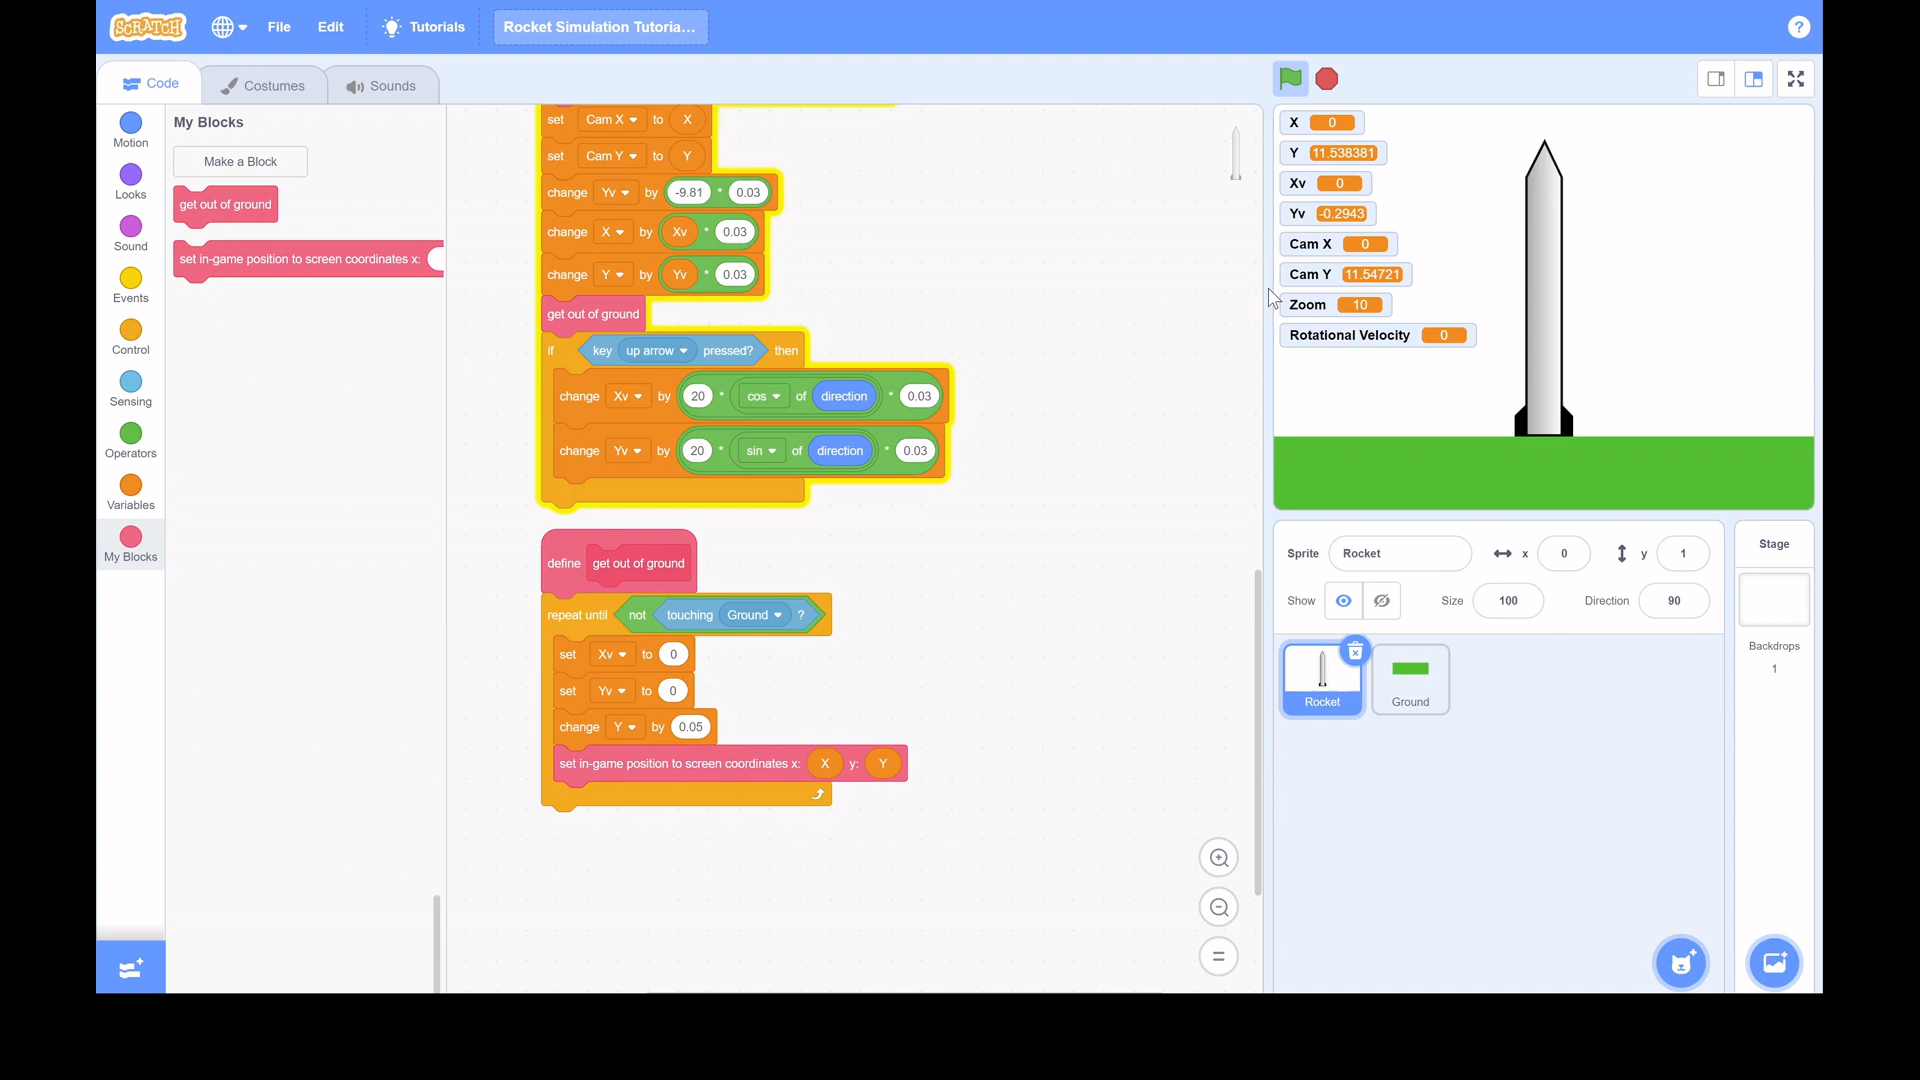 SCRATCH File Edit Tutorials Rocket Simulation Tutoria... ?
Code Costumes Sounds
Motion
Looks
Sound
Events
Control
Sensing
Operators
Variables
My Blocks
My Blocks
Make a Block
get out of ground
set in-game position to screen coordinates x:
set Cam X to X
set Cam Y to Y
change Yv by -9.81 * 0.03
change X by Xv * 0.03
change Y by Yv * 0.03
get out of ground
if key up arrow pressed? then
change Xv by 20 * cos of direction * 0.03
change Yv by 20 * sin of direction * 0.03
define get out of ground
repeat until not touching Ground ?
set Xv to 0
set Yv to 0
change Y by 0.05
set in-game position to screen coordinates x: X y: Y
X 0
Y 11.538381
Xv 0
Yv -0.2943
Cam X 0
Cam Y 11.54721
Zoom 10
Rotational Velocity 0
Sprite Rocket x 0 y 1
Show Size 100 Direction 90
Rocket
Ground
Stage
Backdrops
1